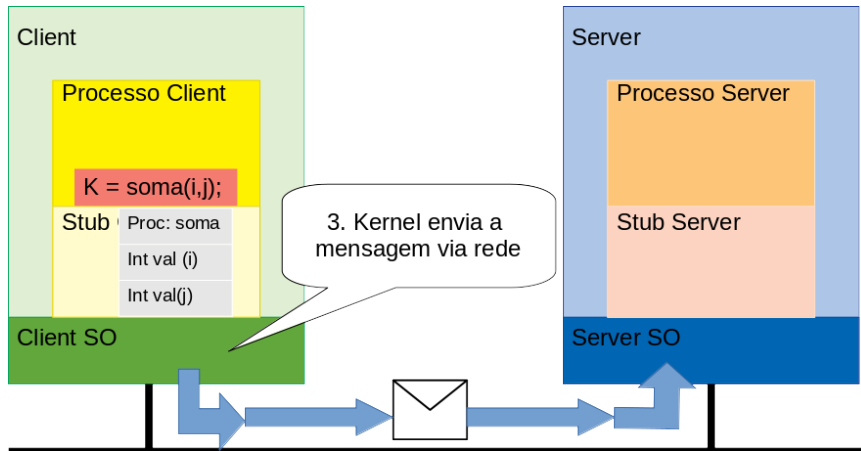 Client
Processo Client
K = soma(i,j);
Stub
Proc: soma
Int val (i)
Int val(j)
Client SO
3. Kernel envia a
mensagem via rede
Server
Processo Server
Stub Server
Server SO